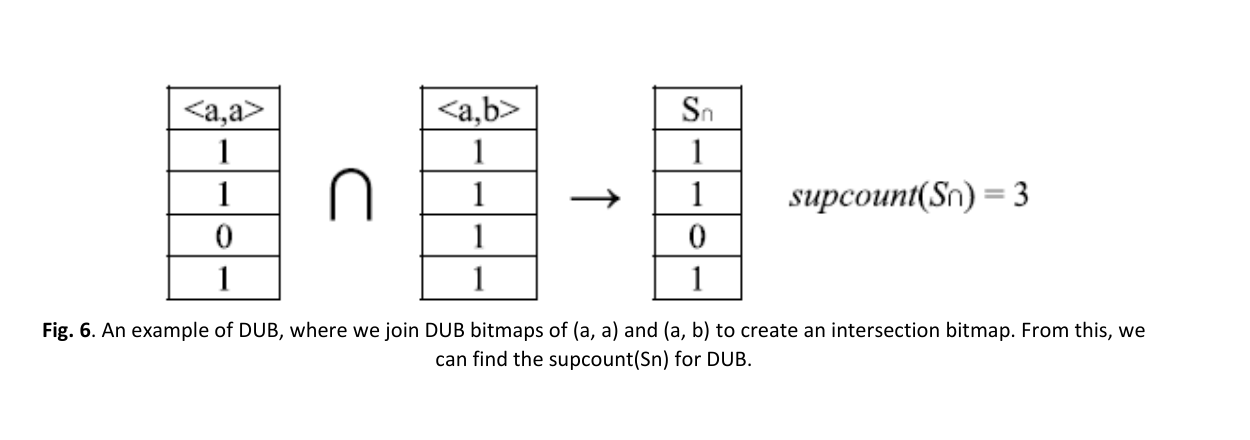 <a,a> <a,b> S∩
1 1 1
1 ∩ 1 → 1 supcount(S∩) = 3
0 1 0
1 1 1
Fig. 6. An example of DUB, where we join DUB bitmaps of (a, a) and (a, b) to create an intersection bitmap. From this, we
can find the supcount(Sn) for DUB.